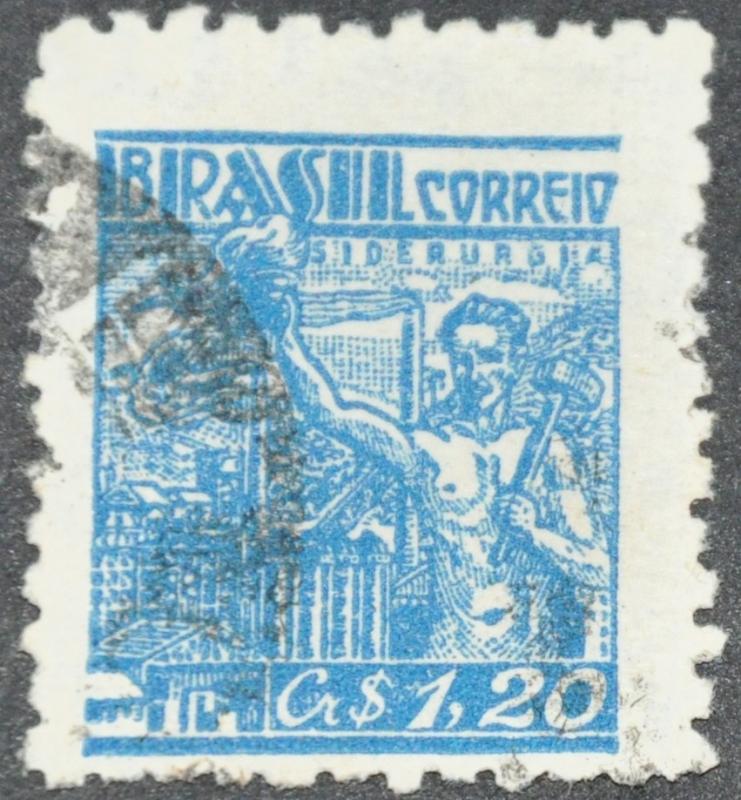 BRASIL CORREIO
SIDERURGIA
Cr$ 1,20